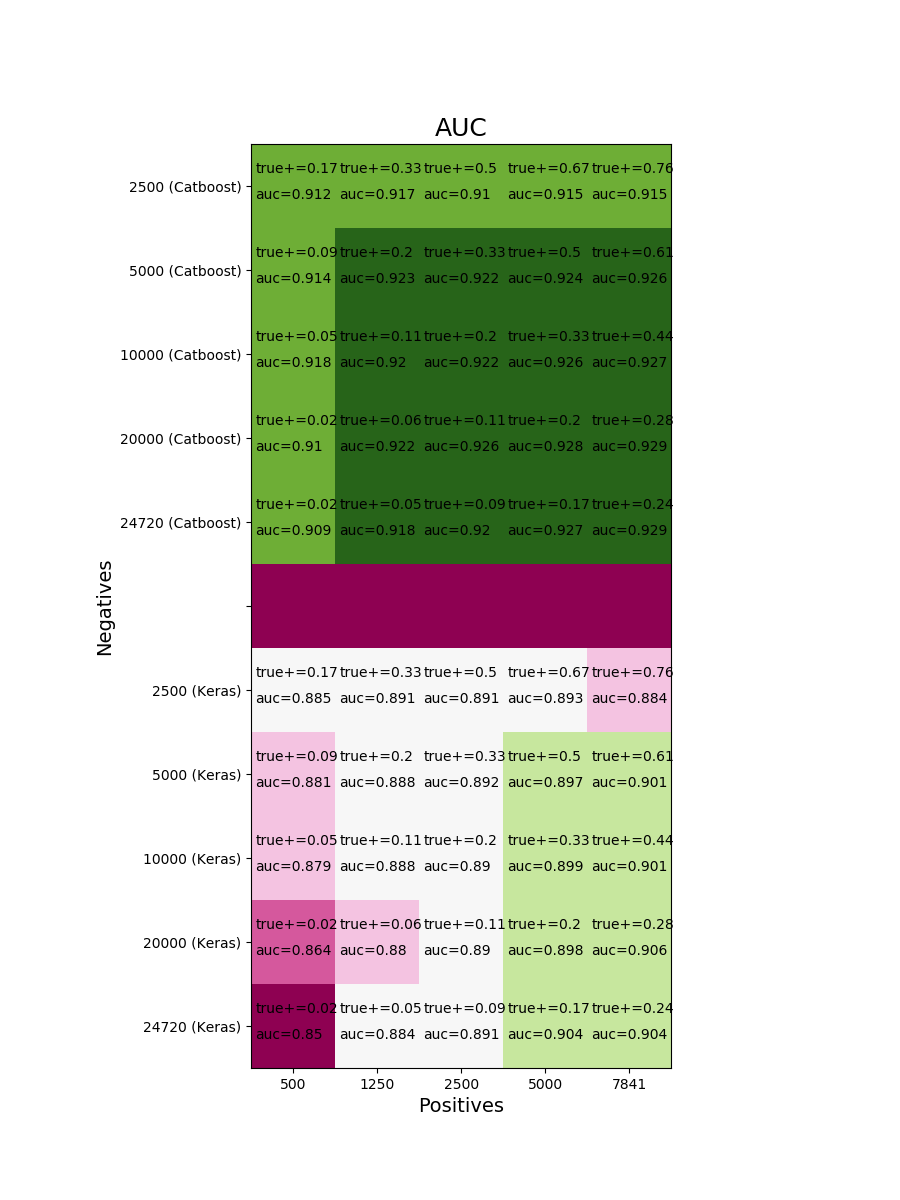 AUC
2500 (Catboost)
true+=0.17 true+=0.33 true+=0.5 true+=0.67 true+=0.76
auc=0.912 auc=0.917 auc=0.91 auc=0.915 auc=0.915
5000 (Catboost)
true+=0.09 true+=0.2 true+=0.33 true+=0.5 true+=0.61
auc=0.914 auc=0.923 auc=0.922 auc=0.924 auc=0.926
10000 (Catboost)
true+=0.05 true+=0.11 true+=0.2 true+=0.33 true+=0.44
auc=0.918 auc=0.92 auc=0.922 auc=0.926 auc=0.927
20000 (Catboost)
true+=0.02 true+=0.06 true+=0.11 true+=0.2 true+=0.28
auc=0.91 auc=0.922 auc=0.926 auc=0.928 auc=0.929
24720 (Catboost)
true+=0.02 true+=0.05 true+=0.09 true+=0.17 true+=0.24
auc=0.909 auc=0.918 auc=0.92 auc=0.927 auc=0.929
Negatives
2500 (Keras)
true+=0.17 true+=0.33 true+=0.5 true+=0.67 true+=0.76
auc=0.885 auc=0.891 auc=0.891 auc=0.893 auc=0.884
5000 (Keras)
true+=0.09 true+=0.2 true+=0.33 true+=0.5 true+=0.61
auc=0.881 auc=0.888 auc=0.892 auc=0.897 auc=0.901
10000 (Keras)
true+=0.05 true+=0.11 true+=0.2 true+=0.33 true+=0.44
auc=0.879 auc=0.888 auc=0.89 auc=0.899 auc=0.901
20000 (Keras)
true+=0.02 true+=0.06 true+=0.11 true+=0.2 true+=0.28
auc=0.864 auc=0.88 auc=0.89 auc=0.898 auc=0.906
24720 (Keras)
true+=0.02 true+=0.05 true+=0.09 true+=0.17 true+=0.24
auc=0.85 auc=0.884 auc=0.891 auc=0.904 auc=0.904
500 1250 2500 5000 7841
Positives